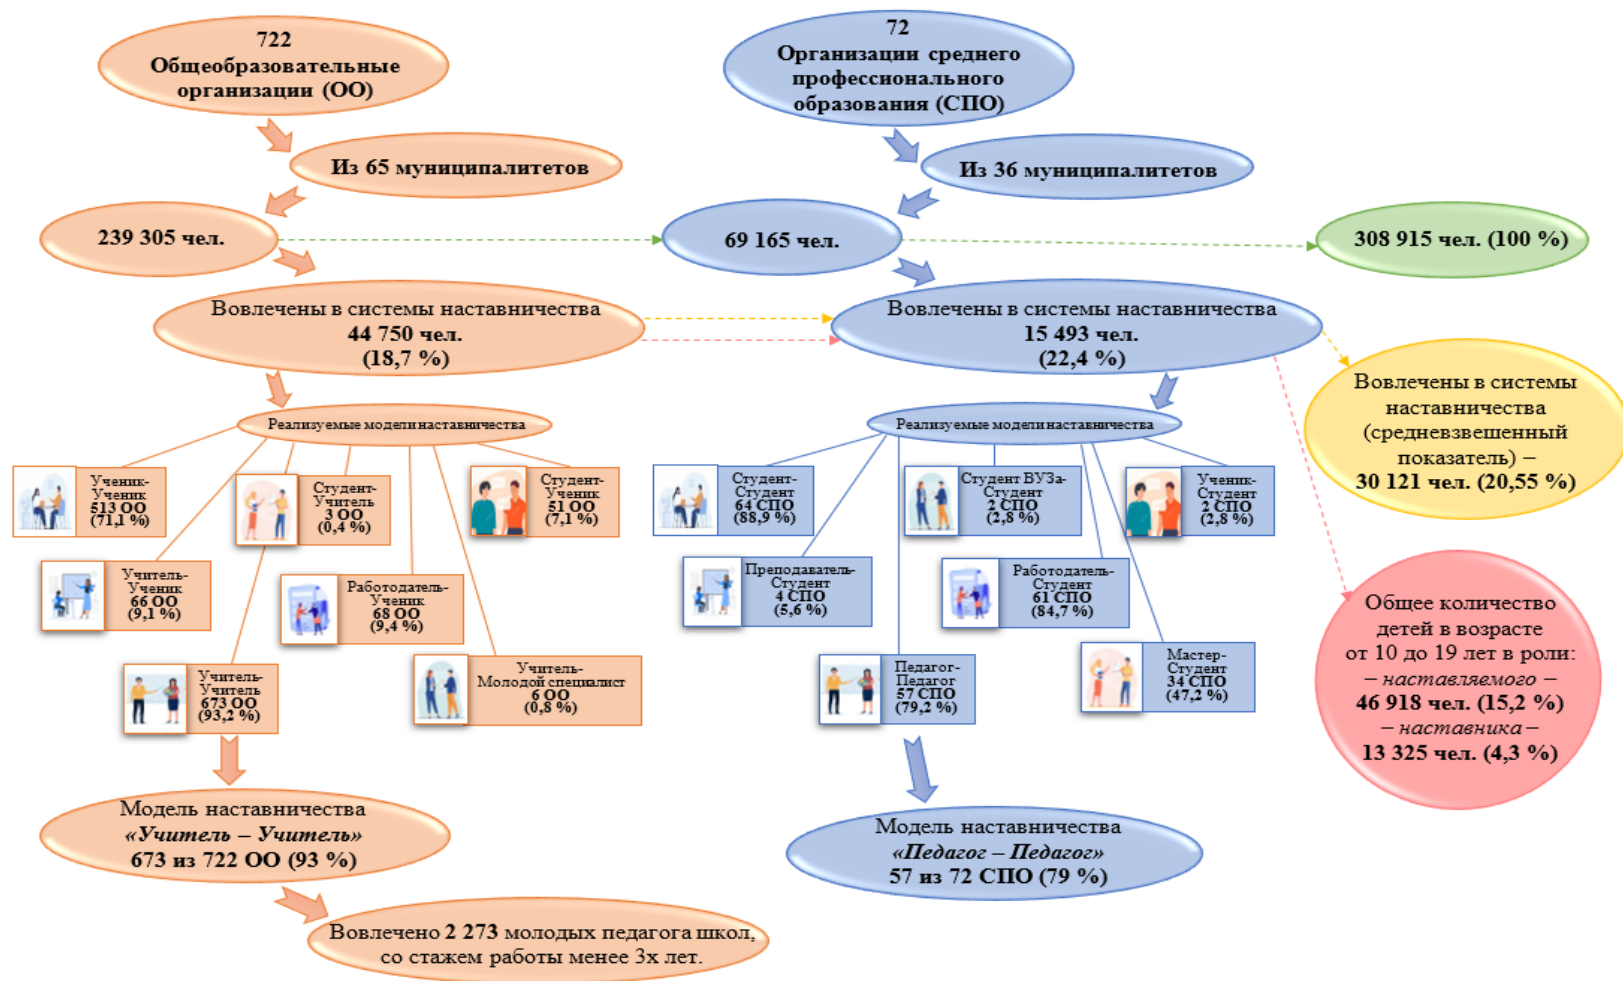 722
Общеобразовательные
организации (ОО)
Из 65 муниципалитетов
239 305 чел.
Вовлечены в системы наставничества
44 750 чел.
(18,7 %)
Реализуемые модели наставничества
Ученик-
Ученик
513 ОО
(71,1 %)
Студент-
Учитель
3 ОО
(0,4 %)
Студент-
Ученик
51 ОО
(7,1 %)
Учитель-
Ученик
66 ОО
(9,1 %)
Работодатель-
Ученик
68 ОО
(9,4 %)
Учитель-
Учитель
673 ОО
(93,2 %)
Учитель-
Молодой специалист
6 ОО
(0,8 %)
Модель наставничества
«Учитель – Учитель»
673 из 722 ОО (93 %)
Вовлечено 2 273 молодых педагога школ,
со стажем работы менее 3х лет.
72
Организации среднего
профессионального
образования (СПО)
Из 36 муниципалитетов
69 165 чел.
Вовлечены в системы наставничества
15 493 чел.
(22,4 %)
Реализуемые модели наставничества
Студент-
Студент
64 СПО
(88,9 %)
Студент ВУЗа-
Студент
2 СПО
(2,8 %)
Ученик-
Студент
2 СПО
(2,8 %)
Преподаватель-
Студент
4 СПО
(5,6 %)
Работодатель-
Студент
61 СПО
(84,7 %)
Педагог-
Педагог
57 СПО
(79,2 %)
Мастер-
Студент
34 СПО
(47,2 %)
Модель наставничества
«Педагог – Педагог»
57 из 72 СПО (79 %)
308 915 чел. (100 %)
Вовлечены в системы
наставничества
(средневзвешенный
показатель) –
30 121 чел. (20,55 %)
Общее количество
детей в возрасте
от 10 до 19 лет в роли:
– наставляемого –
46 918 чел. (15,2 %)
– наставника –
13 325 чел. (4,3 %)